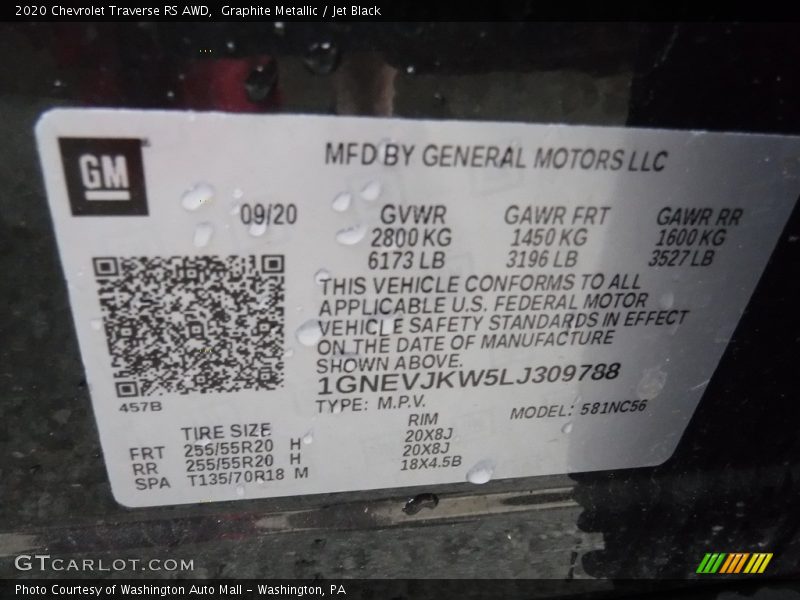 2020 Chevrolet Traverse RS AWD,  Graphite Metallic / Jet Black
GM
MFD BY GENERAL MOTORS LLC
09/20 GVWR GAWR FRT GAWR RR
2800 KG 1450 KG 1600 KG
6173 LB 3196 LB 3527 LB
THIS VEHICLE CONFORMS TO ALL
APPLICABLE U.S. FEDERAL MOTOR
VEHICLE SAFETY STANDARDS IN EFFECT
ON THE DATE OF MANUFACTURE
SHOWN ABOVE.
1GNEVJKW5LJ309788
457B
TYPE: M.P.V. MODEL: 581NC56
TIRE SIZE RIM
FRT 255/55R20 H 20X8J
RR 255/55R20 H 20X8J
SPA T135/70R18 M 18X4.5B
GTCARLOT.COM
Photo Courtesy of Washington Auto Mall - Washington, PA